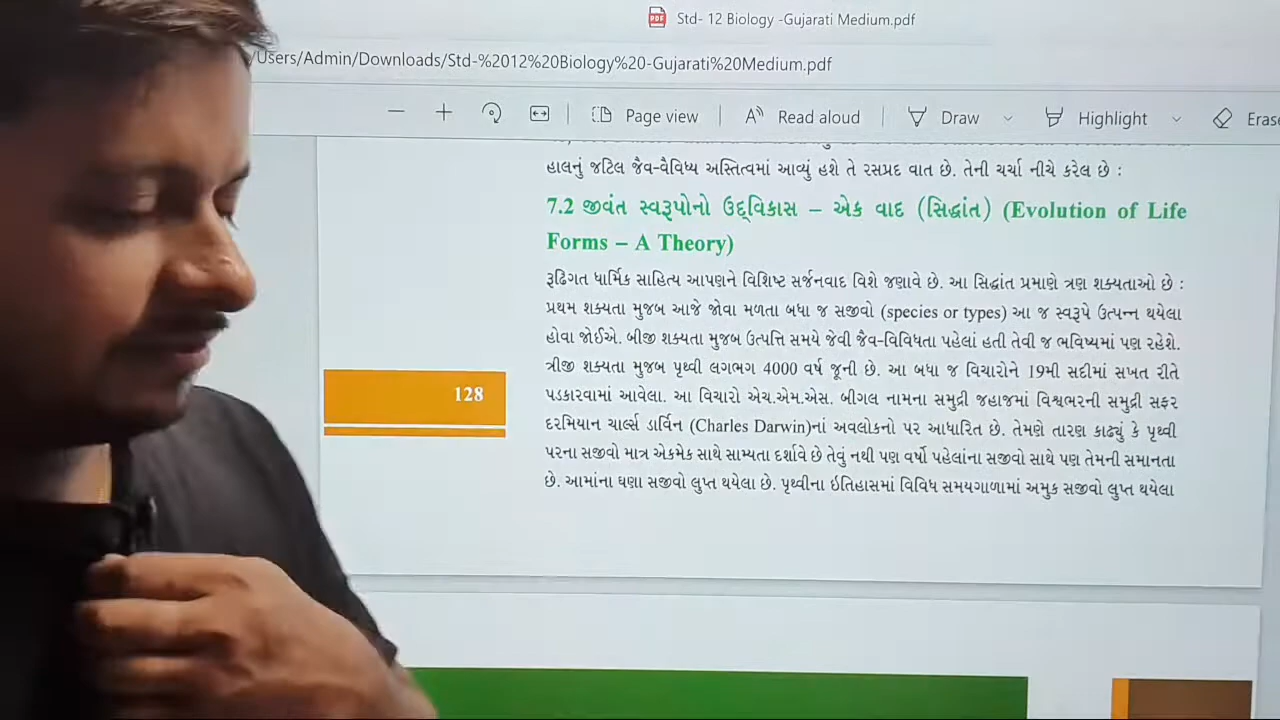 Std- 12 Biology -Gujarati Medium.pdf
/Users/Admin/Downloads/Std-%2012%20Biology%20-Gujarati%20Medium.pdf
Page view
Read aloud
Draw
Highlight
Erase
હાલનું જટિલ જૈવ-વૈવિધ્ય અસ્તિત્વમાં આવ્યું હશે તે રસપ્રદ વાત છે. તેની ચર્ચા નીચે કરેલ છે :
7.2 જીવંત સ્વરૂપોનો ઉદ્‌વિકાસ – એક વાદ (સિદ્ધાંત) (Evolution of Life
Forms – A Theory)
રૂઢિગત ધાર્મિક સાહિત્ય આપણને વિશિષ્ટ સર્જનવાદ વિશે જણાવે છે. આ સિદ્ધાંત પ્રમાણે ત્રણ શક્યતાઓ છે :
પ્રથમ શક્યતા મુજબ આજે જોવા મળતા બધા જ સજીવો (species or types) આ જ સ્વરૂપે ઉત્પન્ન થયેલા
હોવા જોઈએ. બીજી શક્યતા મુજબ ઉત્પત્તિ સમયે જેવી જૈવ-વિવિધતા પહેલાં હતી તેવી જ ભવિષ્યમાં પણ રહેશે.
ત્રીજી શક્યતા મુજબ પૃથ્વી લગભગ 4000 વર્ષ જૂની છે. આ બધા જ વિચારોને 19મી સદીમાં સખત રીતે
પડકારવામાં આવેલા. આ વિચારો એચ.એમ.એસ. બીગલ નામના સમુદ્રી જહાજમાં વિશ્વભરની સમુદ્રી સફર
દરમિયાન ચાર્લ્સ ડાર્વિન (Charles Darwin)નાં અવલોકનો પર આધારિત છે. તેમણે તારણ કાઢ્યું કે પૃથ્વી
પરના સજીવો માત્ર એકમેક સાથે સામ્યતા દર્શાવે છે તેવું નથી પણ વર્ષો પહેલાંના સજીવો સાથે પણ તેમની સમાનતા
છે. આમાંના ઘણા સજીવો લુપ્ત થયેલા છે. પૃથ્વીના ઇતિહાસમાં વિવિધ સમયગાળામાં અમુક સજીવો લુપ્ત થયેલા
128